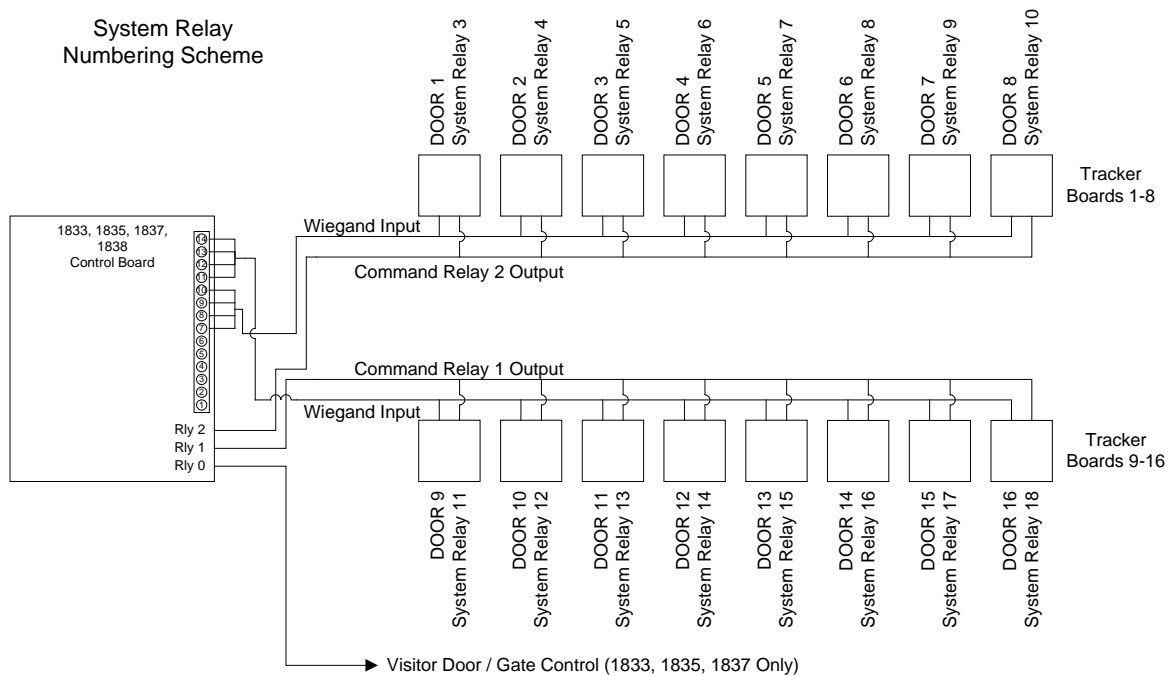 System Relay
Numbering Scheme
DOOR 1
System Relay 3
DOOR 2
System Relay 4
DOOR 3
System Relay 5
DOOR 4
System Relay 6
DOOR 5
System Relay 7
DOOR 6
System Relay 8
DOOR 7
System Relay 9
DOOR 8
System Relay 10
Tracker
Boards 1-8
1833, 1835, 1837,
1838
Control Board
14
13
12
11
10
9
8
7
6
5
4
3
2
1
Rly 2
Rly 1
Rly 0
Wiegand Input
Command Relay 2 Output
Command Relay 1 Output
Wiegand Input
Tracker
Boards 9-16
DOOR 9
System Relay 11
DOOR 10
System Relay 12
DOOR 11
System Relay 13
DOOR 12
System Relay 14
DOOR 13
System Relay 15
DOOR 14
System Relay 16
DOOR 15
System Relay 17
DOOR 16
System Relay 18
Visitor Door / Gate Control (1833, 1835, 1837 Only)